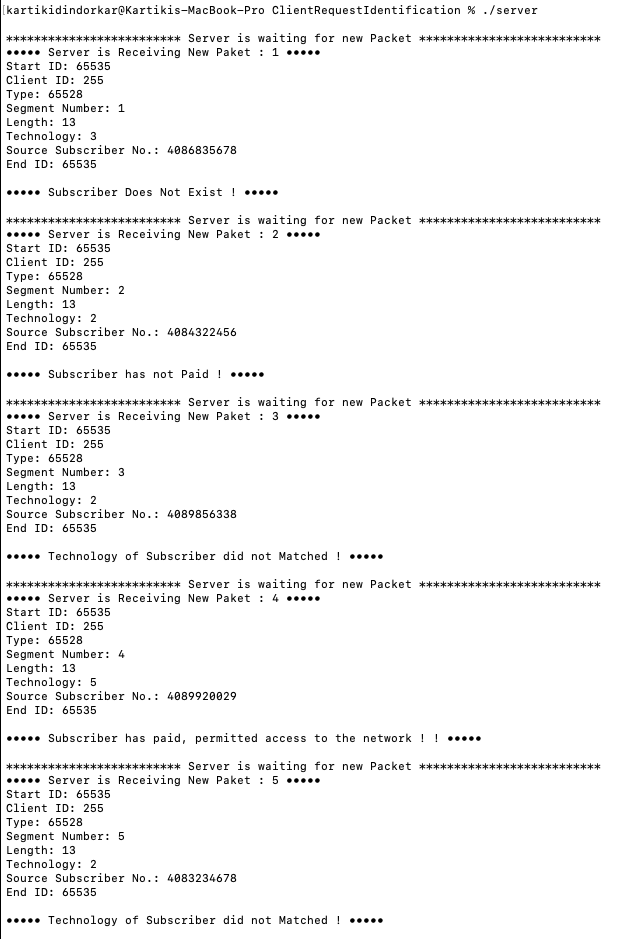 [kartikidindorkar@Kartikis-MacBook-Pro ClientRequestIdentification % ./server
************************* Server is waiting for new Packet **************************
●●●●● Server is Receiving New Paket : 1 ●●●●●
Start ID: 65535
Client ID: 255
Type: 65528
Segment Number: 1
Length: 13
Technology: 3
Source Subscriber No.: 4086835678
End ID: 65535
●●●●● Subscriber Does Not Exist ! ●●●●●
************************* Server is waiting for new Packet **************************
●●●●● Server is Receiving New Paket : 2 ●●●●●
Start ID: 65535
Client ID: 255
Type: 65528
Segment Number: 2
Length: 13
Technology: 2
Source Subscriber No.: 4084322456
End ID: 65535
●●●●● Subscriber has not Paid ! ●●●●●
************************* Server is waiting for new Packet **************************
●●●●● Server is Receiving New Paket : 3 ●●●●●
Start ID: 65535
Client ID: 255
Type: 65528
Segment Number: 3
Length: 13
Technology: 2
Source Subscriber No.: 4089856338
End ID: 65535
●●●●● Technology of Subscriber did not Matched ! ●●●●●
************************* Server is waiting for new Packet **************************
●●●●● Server is Receiving New Paket : 4 ●●●●●
Start ID: 65535
Client ID: 255
Type: 65528
Segment Number: 4
Length: 13
Technology: 5
Source Subscriber No.: 4089920029
End ID: 65535
●●●●● Subscriber has paid, permitted access to the network ! ! ●●●●●
************************* Server is waiting for new Packet **************************
●●●●● Server is Receiving New Paket : 5 ●●●●●
Start ID: 65535
Client ID: 255
Type: 65528
Segment Number: 5
Length: 13
Technology: 2
Source Subscriber No.: 4083234678
End ID: 65535
●●●●● Technology of Subscriber did not Matched ! ●●●●●